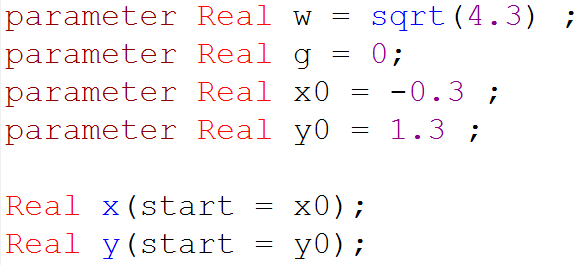 parameter Real w = sqrt(4.3) ;
parameter Real g = 0;
parameter Real x0 = -0.3 ;
parameter Real y0 = 1.3 ;
Real x(start = x0);
Real y(start = y0);